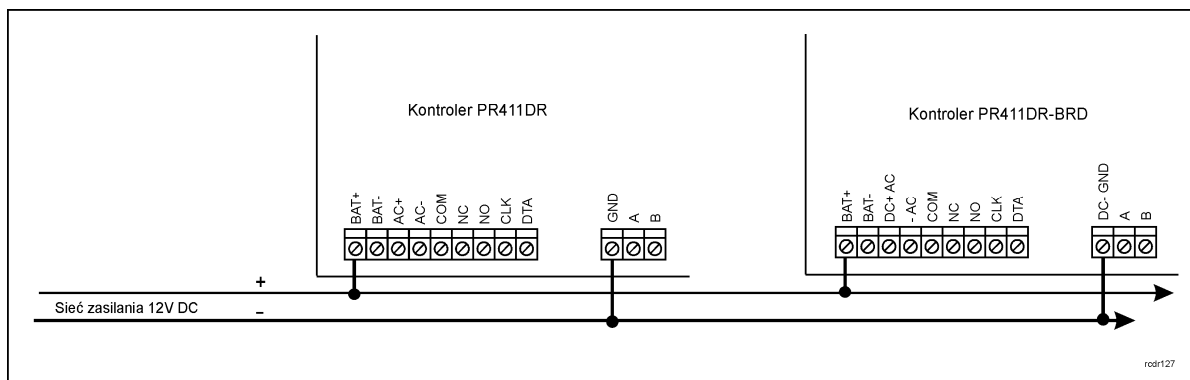 Kontroler PR411DR
Kontroler PR411DR-BRD
BAT+
BAT-
AC+
AC-
COM
NC
NO
CLK
DTA
GND
A
B
BAT+
BAT-
DC+ AC
- AC
COM
NC
NO
CLK
DTA
DC- GND
A
B
+
Sieć zasilania 12V DC
–
rcdr127